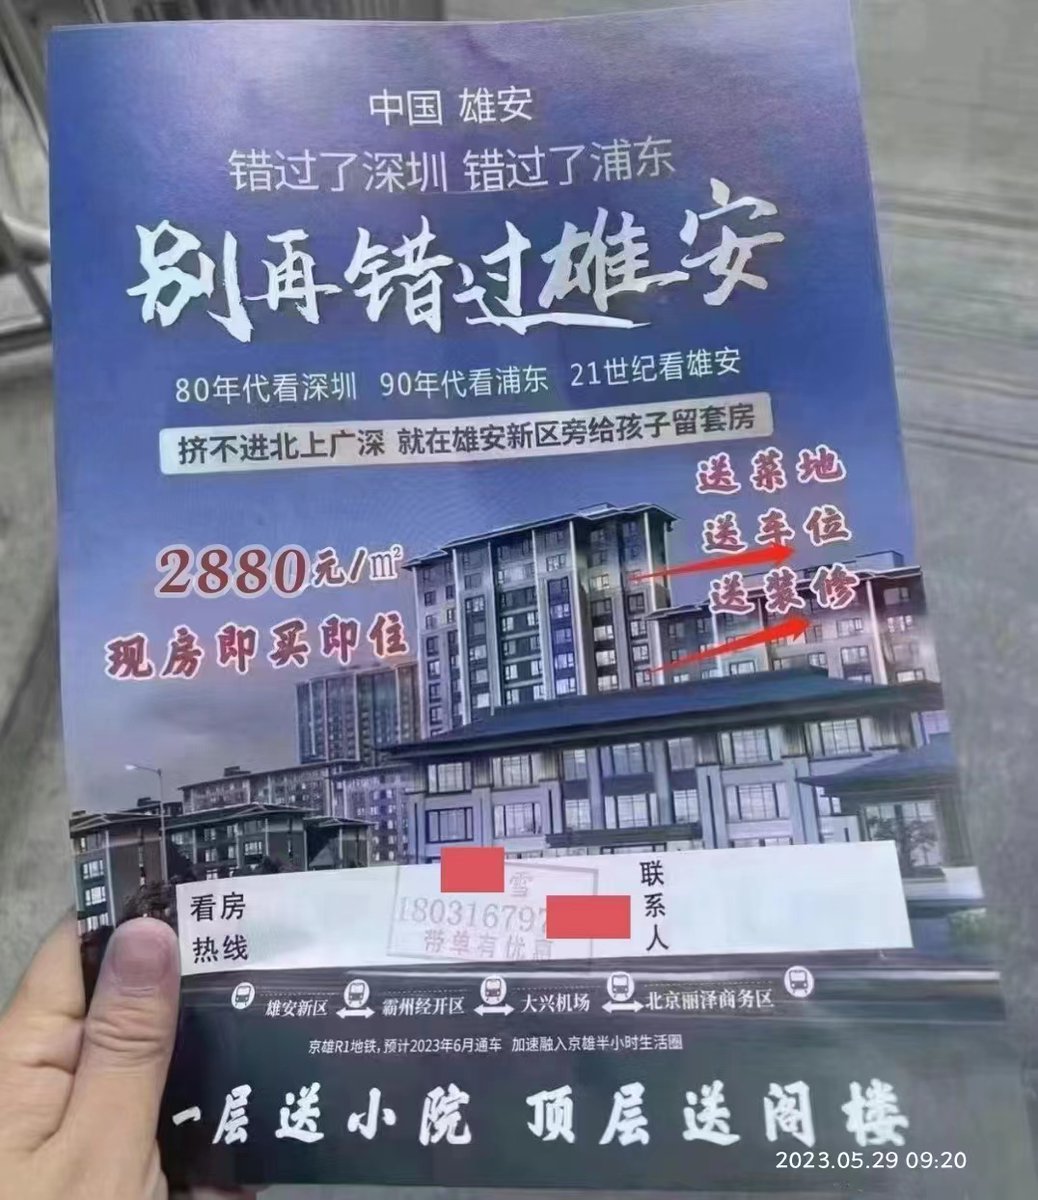 中国 雄安
错过了深圳 错过了浦东
别再错过雄安
80年代看深圳 90年代看浦东 21世纪看雄安
挤不进北上广深 就在雄安新区旁给孩子留套房
送菜地
送车位
送装修
2880元/㎡
现房即买即住
看房
热线
雪
18031679
带单有优惠
联系人
雄安新区 霸州经开区 大兴机场 北京丽泽商务区
京雄R1地铁,预计2023年6月通车 加速融入京雄半小时生活圈
一层送小院 顶层送阁楼
2023.05.29 09:20